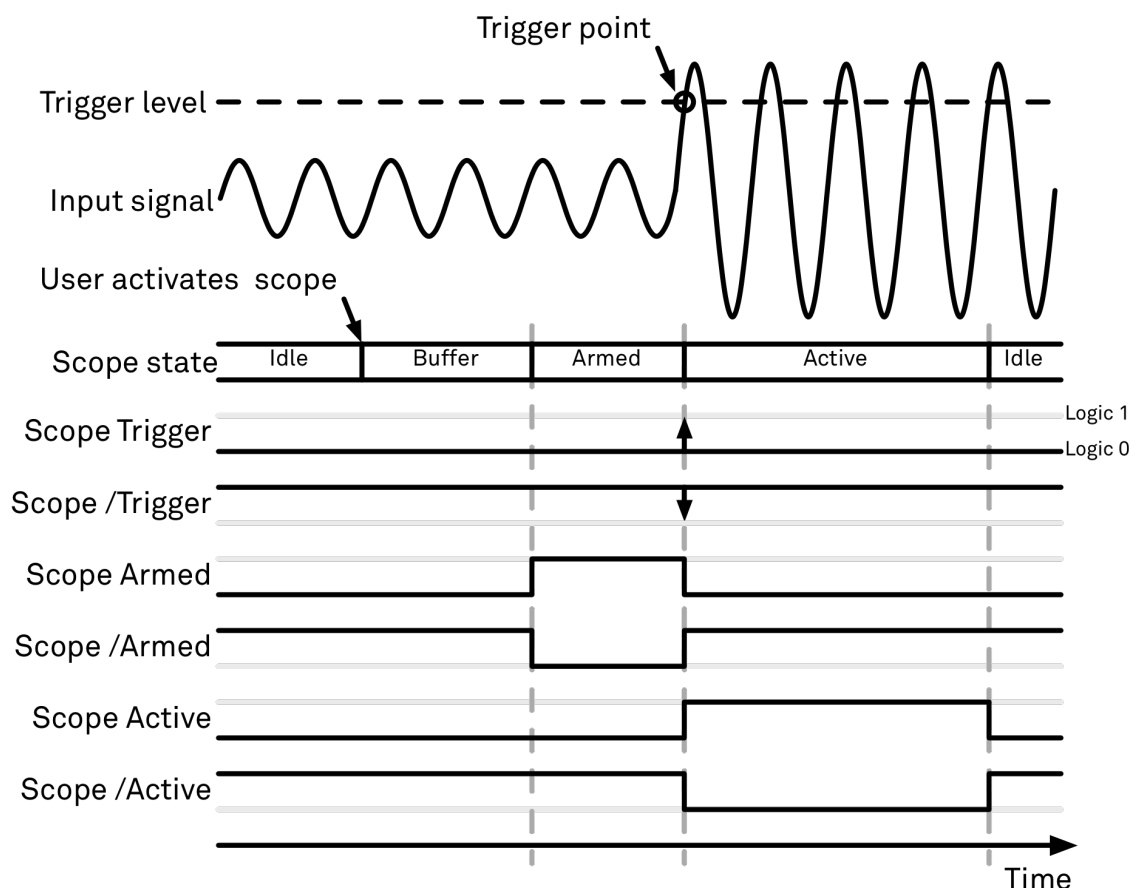 Trigger point
Trigger level
Input signal
User activates scope
Scope state
Idle
Buffer
Armed
Active
Idle
Scope Trigger
Logic 1
Logic 0
Scope /Trigger
Scope Armed
Scope /Armed
Scope Active
Scope /Active
Time